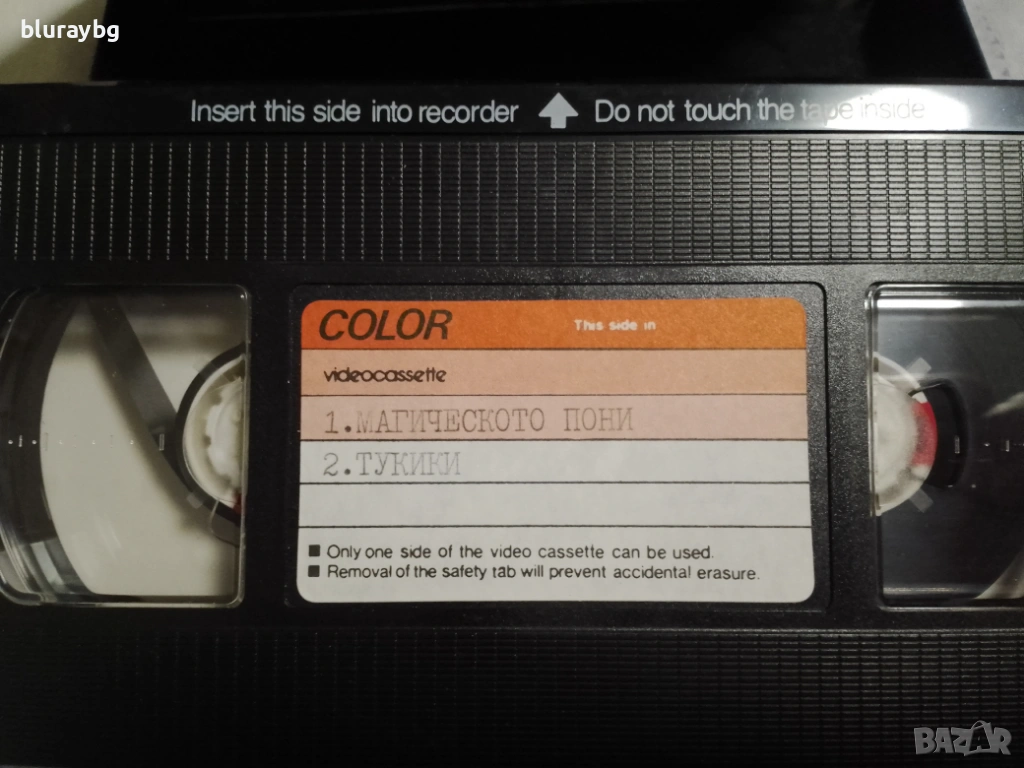 bluraybg
Insert this side into recorder Do not touch the tape inside
COLOR This side in
videocassette
1.МАГИЧЕСКОТО ПОНИ
2.ТУКИКИ
Only one side of the video cassette can be used.
Removal of the safety tab will prevent accidental erasure.
BAZAR